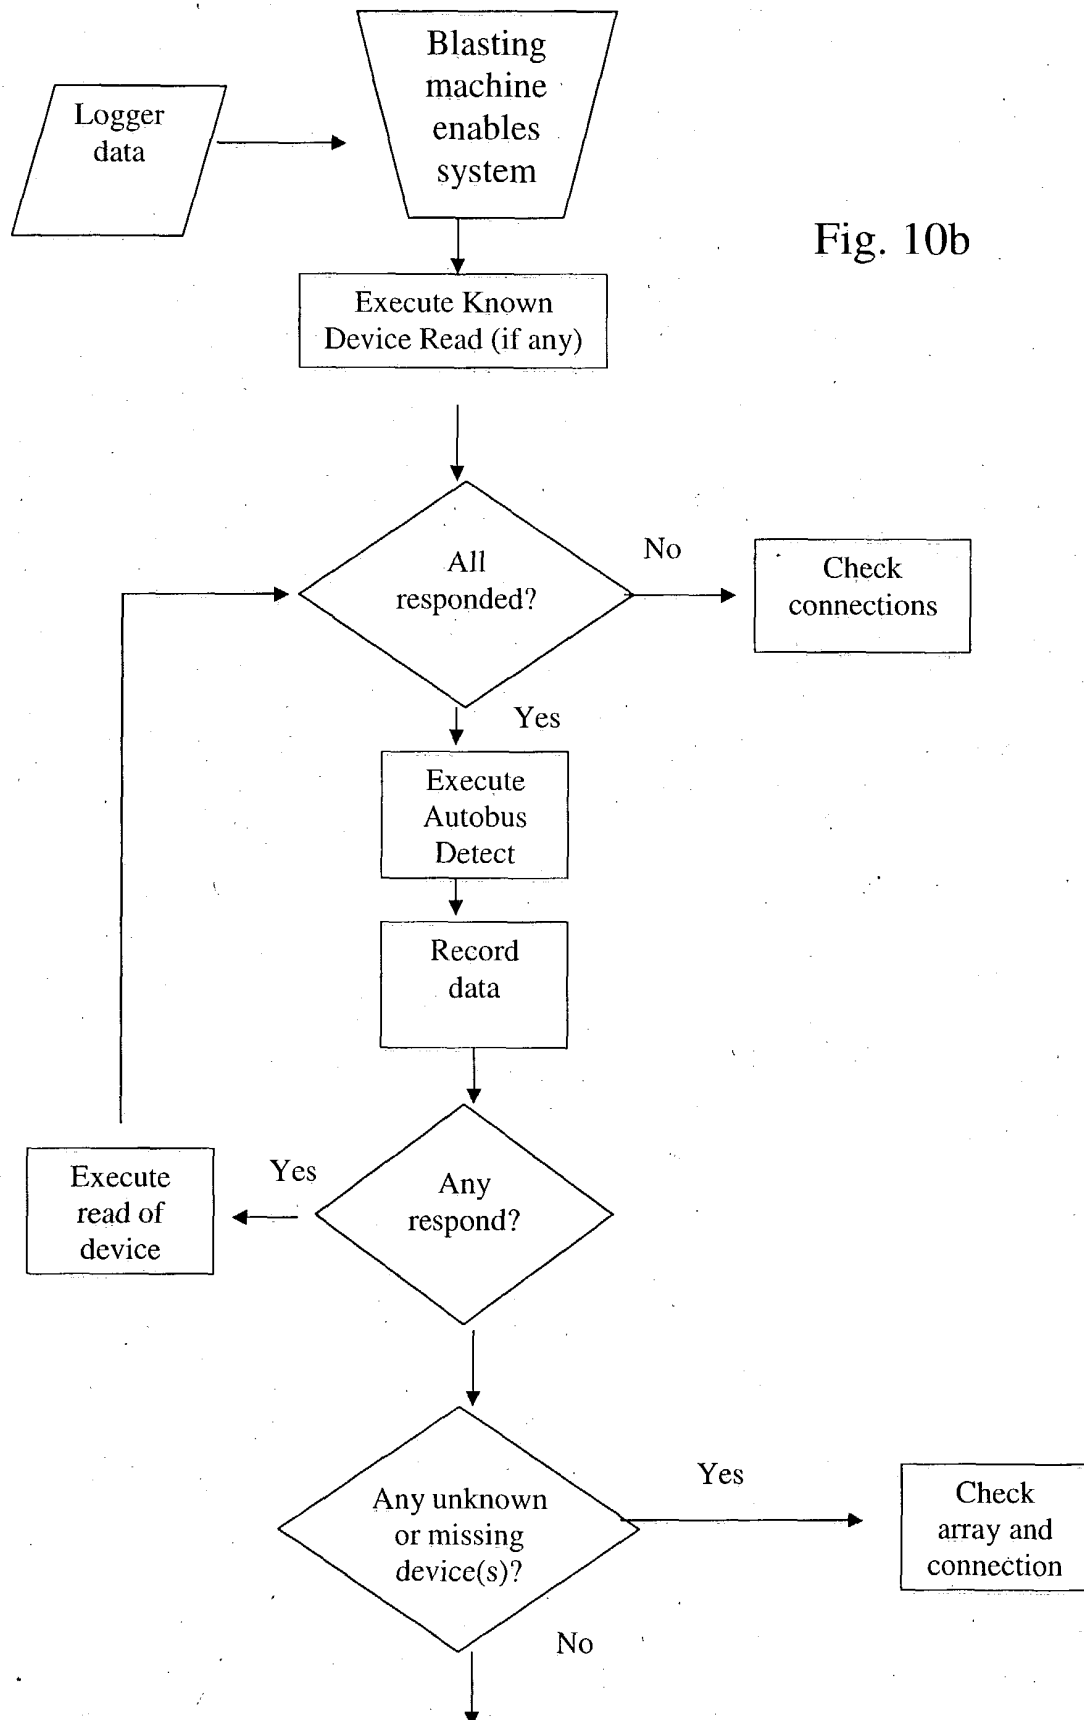 Logger
data
Blasting
machine
enables
system
Fig. 10b
Execute Known
Device Read (if any)
All
responded?
No
Check
connections
Yes
Execute
Autobus
Detect
Record
data
Any
respond?
Yes
Execute
read of
device
Any unknown
or missing
device(s)?
Yes
Check
array and
connection
No